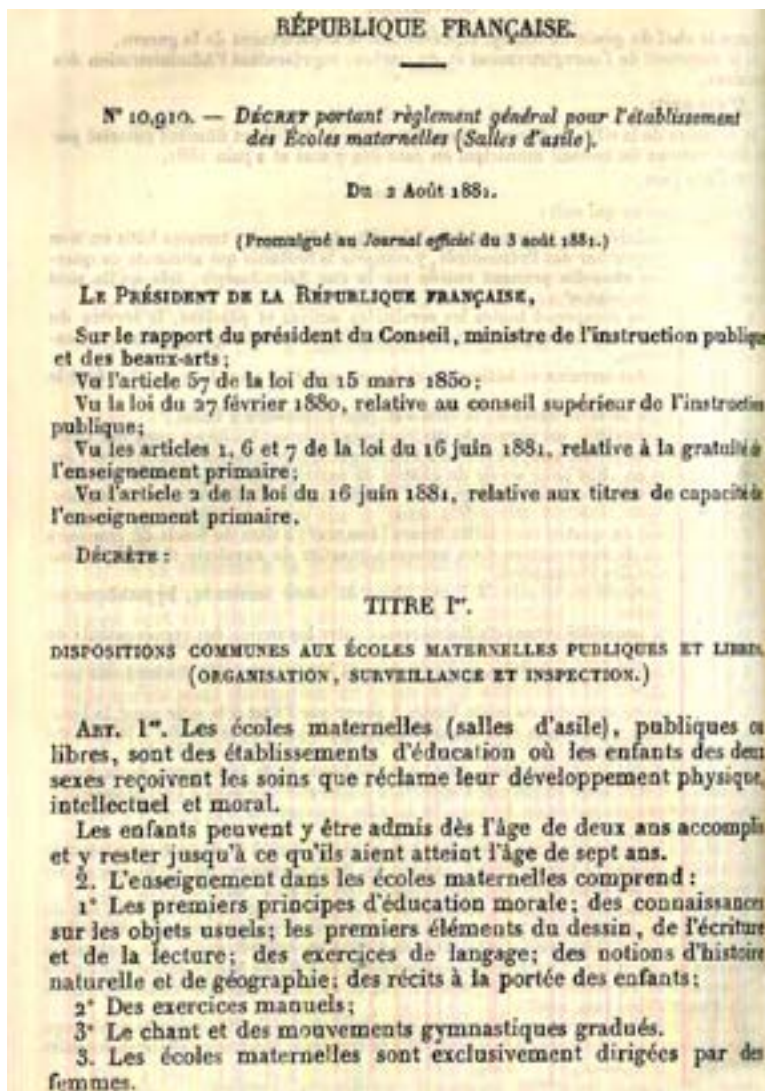 RÉPUBLIQUE FRANÇAISE.
N° 10,910. — DÉCRET portant règlement général pour l'établissement
des Écoles maternelles (Salles d'asile).
Du 2 Août 1881.
(Promulgué au Journal officiel du 3 août 1881.)
LE PRÉSIDENT DE LA RÉPUBLIQUE FRANÇAISE,
Sur le rapport du président du Conseil, ministre de l'instruction publique
et des beaux-arts;
Vu l'article 57 de la loi du 15 mars 1850;
Vu la loi du 27 février 1880, relative au conseil supérieur de l'instruction
publique;
Vu les articles 1, 6 et 7 de la loi du 16 juin 1881, relative à la gratuité de
l'enseignement primaire;
Vu l'article 2 de la loi du 16 juin 1881, relative aux titres de capacité de
l'enseignement primaire,
DÉCRÈTE:
TITRE Ier.
DISPOSITIONS COMMUNES AUX ÉCOLES MATERNELLES PUBLIQUES ET LIBRES.
(ORGANISATION, SURVEILLANCE ET INSPECTION.)
ART. 1er. Les écoles maternelles (salles d'asile), publiques ou
libres, sont des établissements d'éducation où les enfants des deux
sexes reçoivent les soins que réclame leur développement physique,
intellectuel et moral.
Les enfants peuvent y être admis dès l'âge de deux ans accomplis
et y rester jusqu'à ce qu'ils aient atteint l'âge de sept ans.
2. L'enseignement dans les écoles maternelles comprend:
1° Les premiers principes d'éducation morale; des connaissances
sur les objets usuels; les premiers éléments du dessin, de l'écriture
et de la lecture; des exercices de langage; des notions d'histoire
naturelle et de géographie; des récits à la portée des enfants;
2° Des exercices manuels;
3° Le chant et des mouvements gymnastiques gradués.
3. Les écoles maternelles sont exclusivement dirigées par des
femmes.